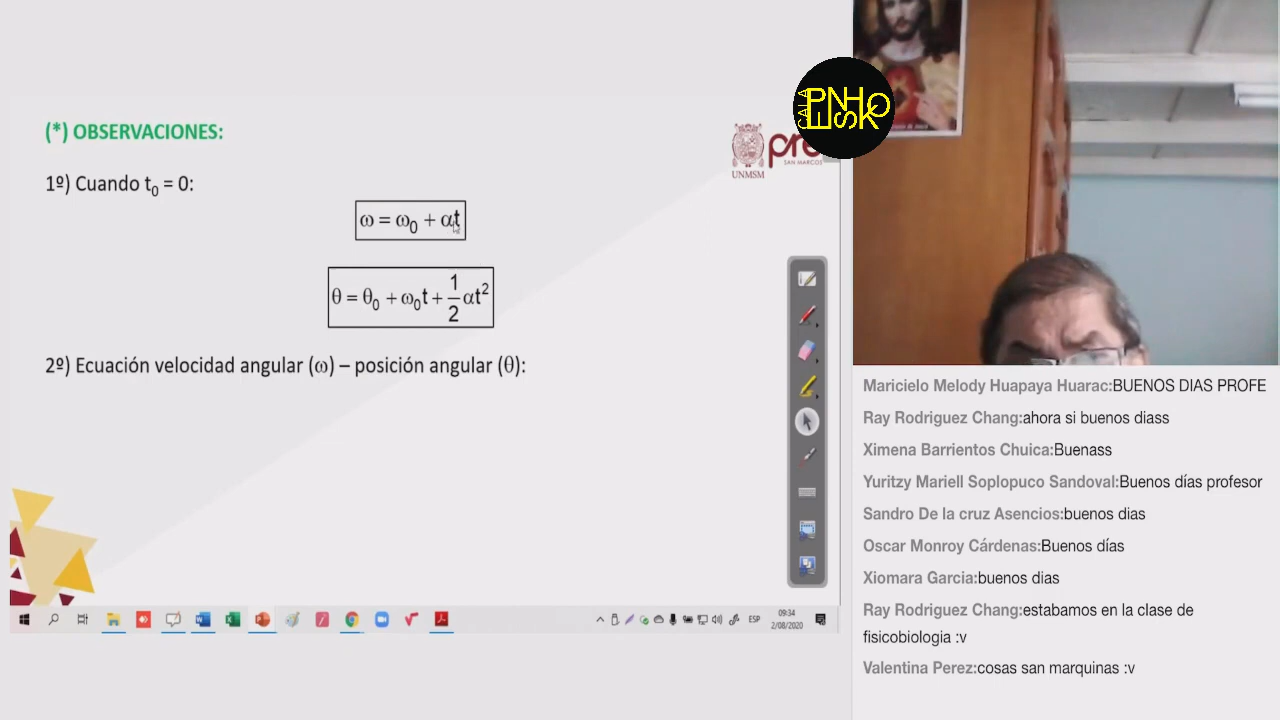 (*) OBSERVACIONES:
1º) Cuando t₀ = 0:
ω = ω₀ + αt
θ = θ₀ + ω₀t + 1/2 αt²
2º) Ecuación velocidad angular (ω) – posición angular (θ):
pre
SAN MARCOS
UNMSM
ESP
09:34
2/08/2020
Maricielo Melody Huapaya Huarac:BUENOS DIAS PROFE
Ray Rodriguez Chang:ahora si buenos diass
Ximena Barrientos Chuica:Buenass
Yuritzy Mariell Soplopuco Sandoval:Buenos días profesor
Sandro De la cruz Asencios:buenos dias
Oscar Monroy Cárdenas:Buenos días
Xiomara Garcia:buenos dias
Ray Rodriguez Chang:estabamos en la clase de
fisicobiologia :v
Valentina Perez:cosas san marquinas :v